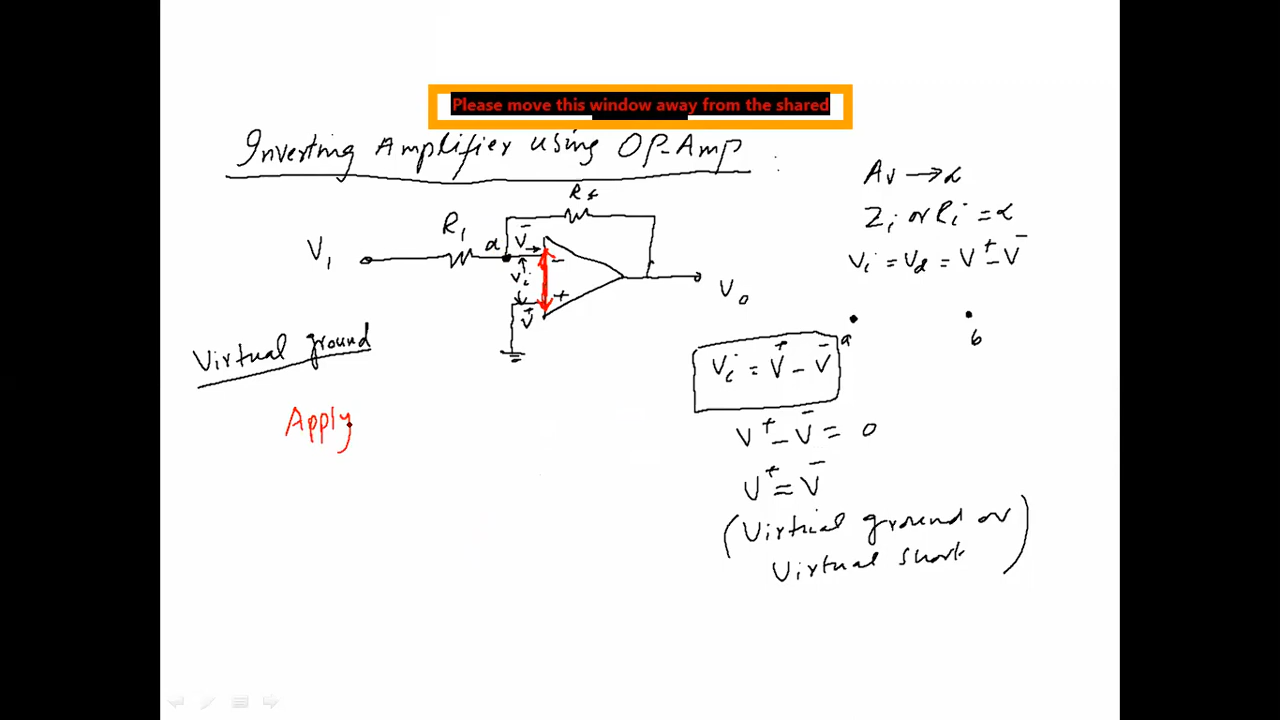 Please move this window away from the shared
Inverting Amplifier using OP-Amp
Av → ∝
Zi or Ri = ∝
Vi = Vd = V+ - V-
Rf
R1
a
V-
V1
-
Vi
+
V+
V0
Virtual ground
a
b
Vi = V+ - V-
V+ - V- = 0
V+ = V-
(Virtual ground or
Virtual short)
Apply